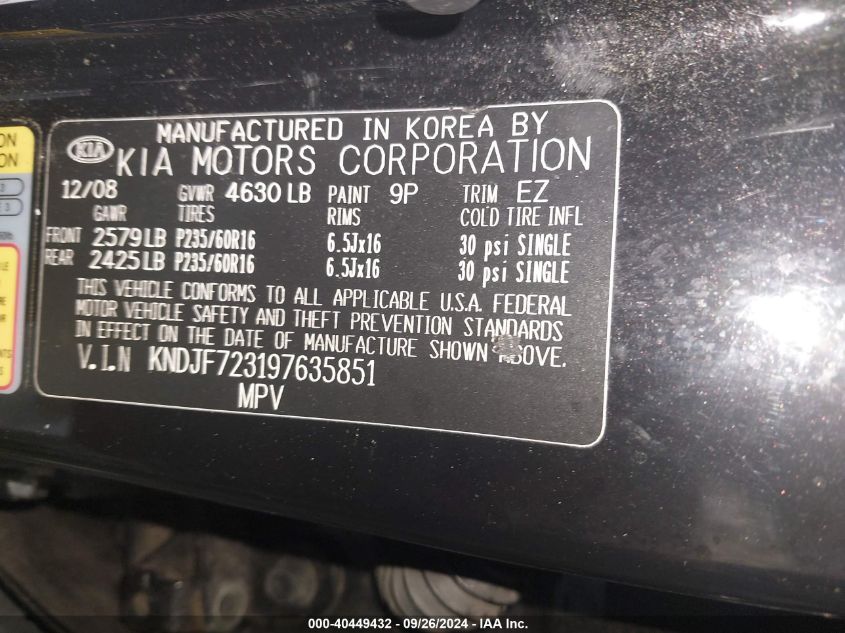 MANUFACTURED IN KOREA BY
KIA KIA MOTORS CORPORATION
12/08 GVWR 4630 LB PAINT 9P TRIM EZ
GAWR TIRES RIMS COLD TIRE INFL
FRONT 2579 LB P235/60R16 6.5Jx16 30 psi SINGLE
REAR 2425 LB P235/60R16 6.5Jx16 30 psi SINGLE
THIS VEHICLE CONFORMS TO ALL APPLICABLE U.S.A. FEDERAL
MOTOR VEHICLE SAFETY AND THEFT PREVENTION STANDARDS
IN EFFECT ON THE DATE OF MANUFACTURE SHOWN ABOVE.
V.I.N KNDJF723197635851
MPV
ON
ON
000-40449432 - 09/26/2024 - IAA Inc.